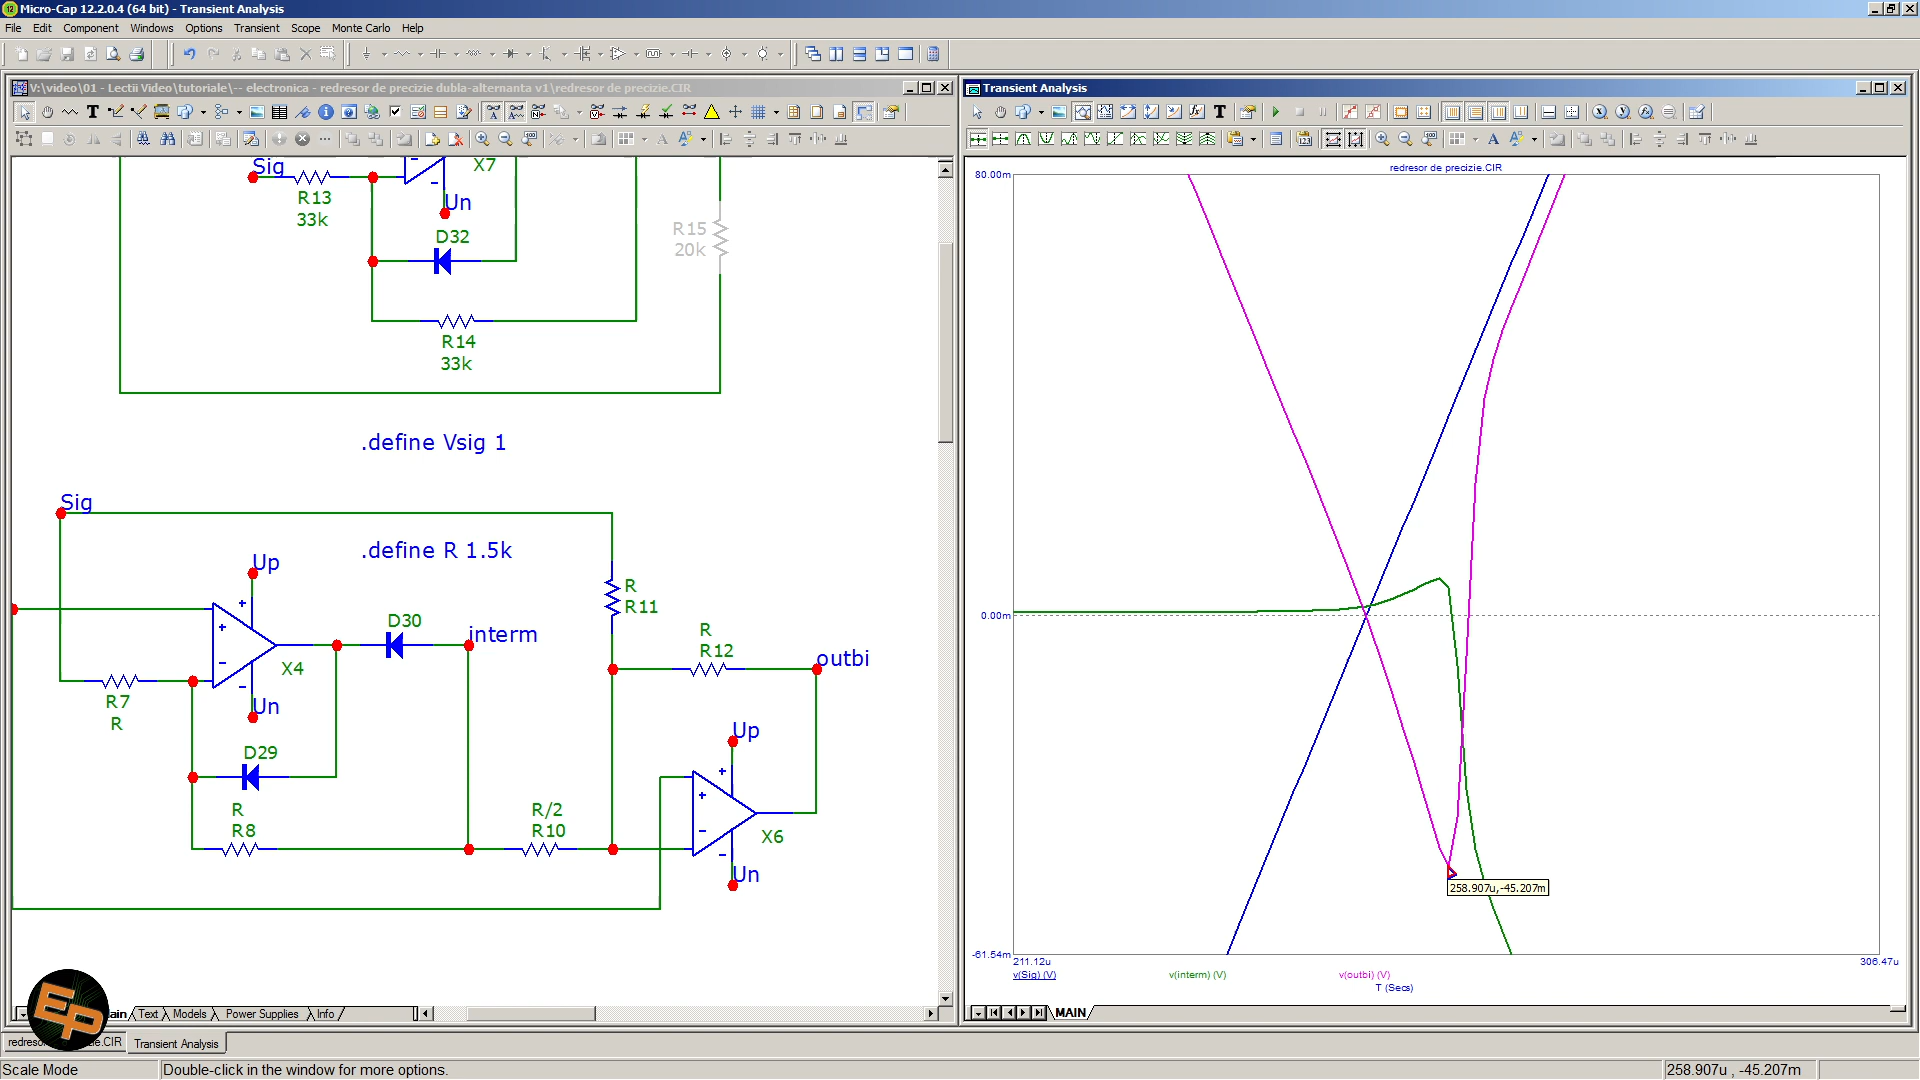 Micro-Cap 12.2.0.4 (64 bit) - Transient Analysis
File Edit Component Windows Options Transient Scope Monte Carlo Help
V:\video\01 - Lectii Video\tutoriale\-- electronica - redresor de precizie dubla-alternanta v1\redresor de precizie.CIR
Transient Analysis
Sig
R13
33k
X7
Un
D32
R15
20k
R14
33k
.define Vsig 1
Sig
.define R 1.5k
Up
R
R11
D30
interm
R
R12
outbi
X4
R7
R
Un
D29
Up
R
R8
R/2
R10
X6
Un
redresor de precizie.CIR
80.00m
0.00m
-61.54m
211.12u
306.47u
258.907u,-45.207m
v(Sig) (V)
v(interm) (V)
v(outbi) (V)
T (Secs)
EP
ain Text Models Power Supplies Info
MAIN
Transient Analysis
Scale Mode
Double-click in the window for more options.
258.907u , -45.207m